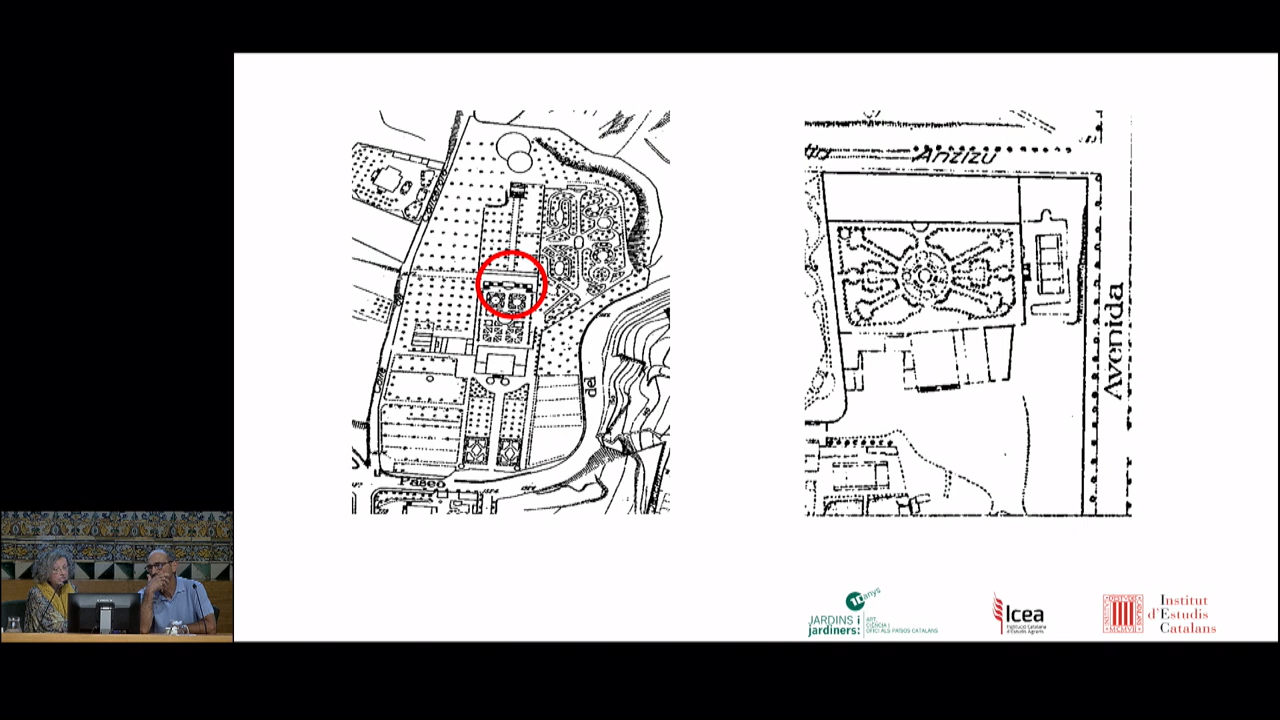 Anzizu
Avenida
del
Paseo
10 anys
JARDINS i
jardiners:
ART,
CIÈNCIA I
OFICI ALS PAÏSOS CATALANS
Icea
Institució Catalana
d'Estudis Agraris
Institut
d'Estudis
Catalans